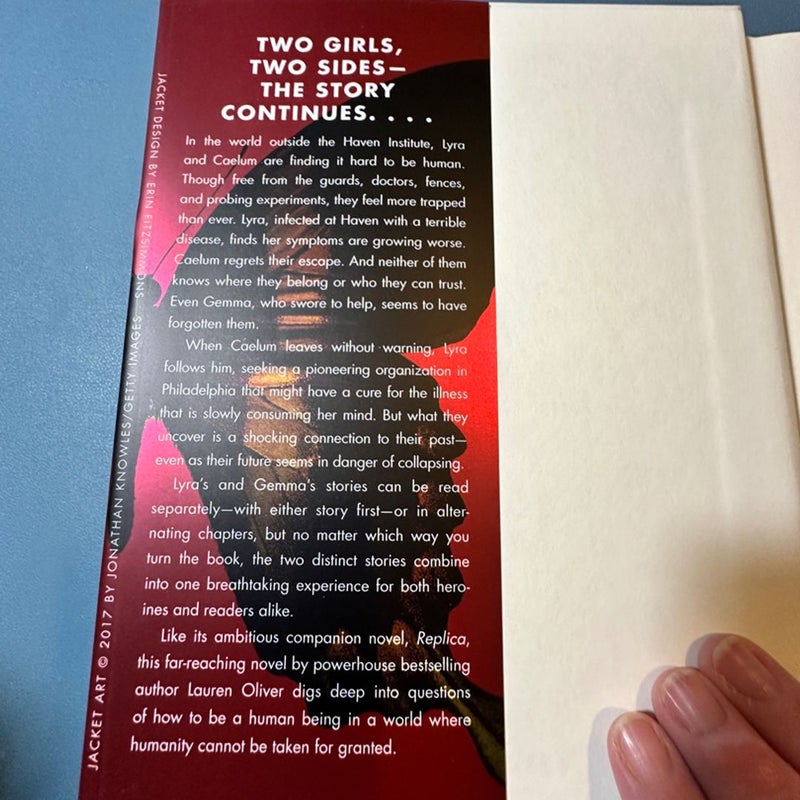 TWO GIRLS,
TWO SIDES—
THE STORY
CONTINUES. . . .
In the world outside the Haven Institute, Lyra
and Caelum are finding it hard to be human.
Though free from the guards, doctors, fences,
and probing experiments, they feel more trapped
than ever. Lyra, infected at Haven with a terrible
disease, finds her symptoms are growing worse.
Caelum regrets their escape. And neither of them
knows where they belong or who they can trust.
Even Gemma, who swore to help, seems to have
forgotten them.
When Caelum leaves without warning, Lyra
follows him, seeking a pioneering organization in
Philadelphia that might have a cure for the illness
that is slowly consuming her mind. But what they
uncover is a shocking connection to their past—
even as their future seems in danger of collapsing.
Lyra's and Gemma's stories can be read
separately—with either story first—or in alter-
nating chapters, but no matter which way you
turn the book, the two distinct stories combine
into one breathtaking experience for both hero-
ines and readers alike.
Like its ambitious companion novel, Replica,
this far-reaching novel by powerhouse bestselling
author Lauren Oliver digs deep into questions
of how to be a human being in a world where
humanity cannot be taken for granted.
JACKET ART © 2017 BY JONATHAN KNOWLES/GETTY IMAGES
JACKET DESIGN BY ERIN FITZSIMMONS